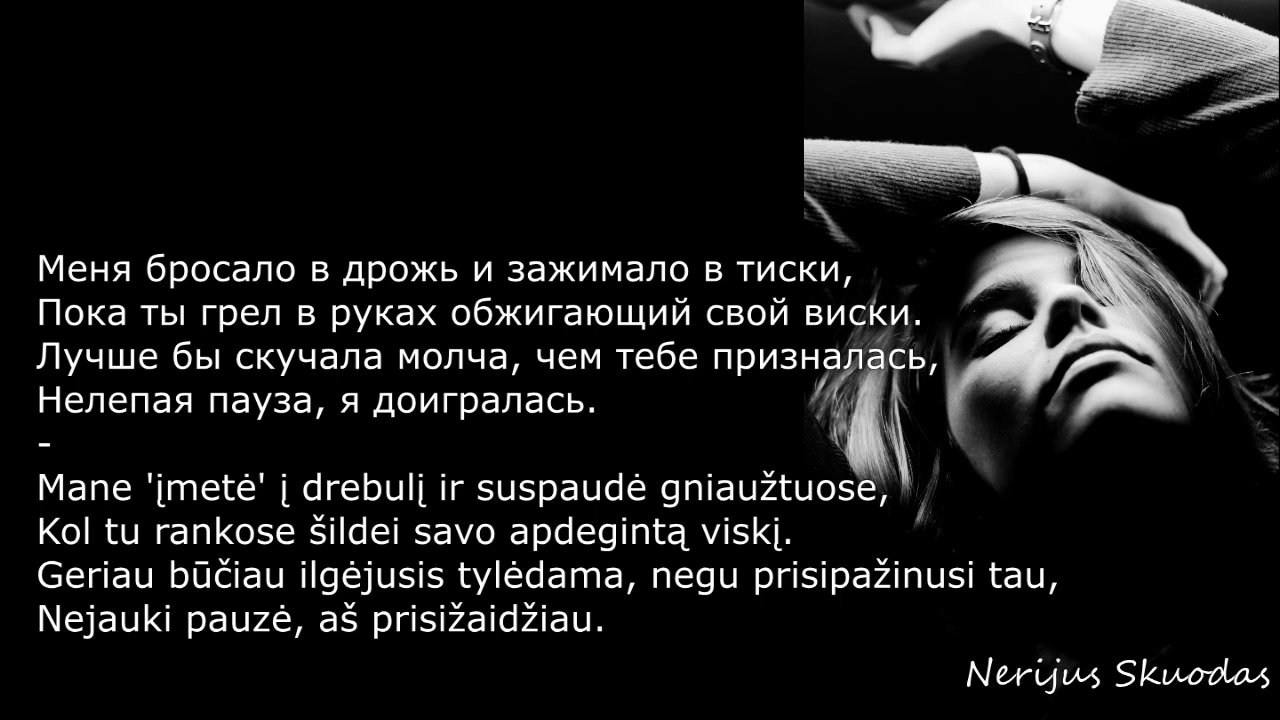 Меня бросало в дрожь и зажимало в тиски,
Пока ты грел в руках обжигающий свой виски.
Лучше бы скучала молча, чем тебе призналась,
Нелепая пауза, я доигралась.
-
Mane 'įmetė' į drebulį ir suspaudė gniaužtuose,
Kol tu rankose šildei savo apdegintą viskį.
Geriau būčiau ilgėjusis tylėdama, negu prisipažinusi tau,
Nejauki pauzė, aš prisižaidžiau.
Nerijus Skuodas